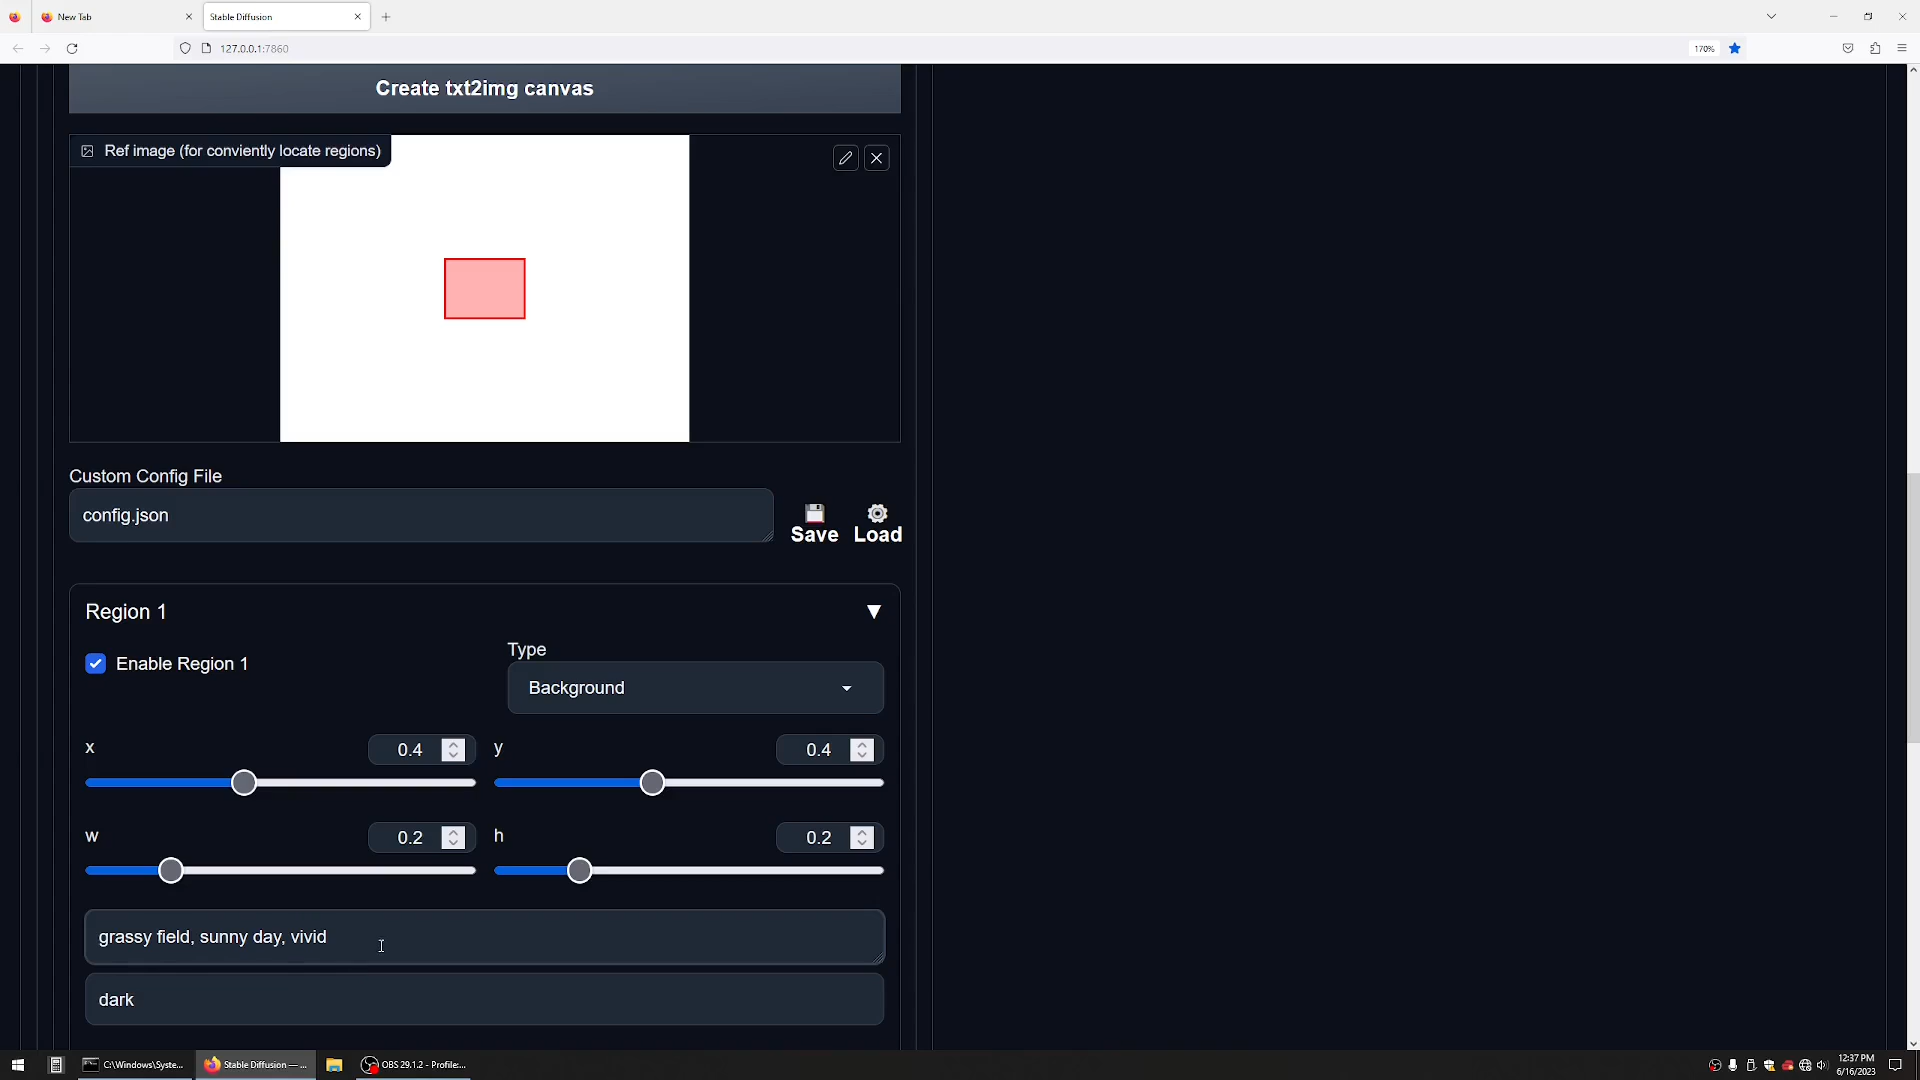 New Tab
Stable Diffusion
127.0.0.1:7860
170%
Create txt2img canvas
Ref image (for conviently locate regions)
Custom Config File
config.json
Save Load
Region 1
Enable Region 1
Type
Background
x 0.4 y 0.4
w 0.2 h 0.2
grassy field, sunny day, vivid
dark
C:\Windows\Syste...
Stable Diffusion — ...
OBS 29.1.2 - Profile:...
12:37 PM
6/16/2023